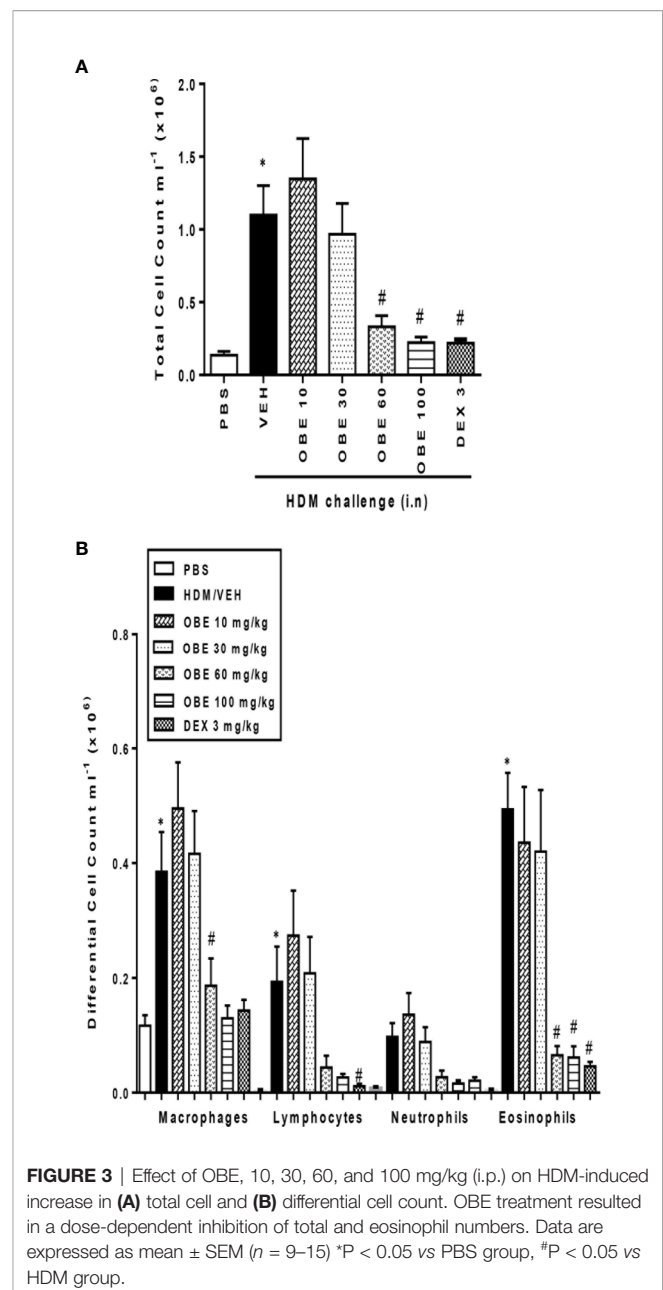 A
Total Cell Count ml⁻¹ (x10⁶)
2.0
1.5
1.0
0.5
0.0
*
#
#
#
PBS
VEH
OBE 10
OBE 30
OBE 60
OBE 100
DEX 3
HDM challenge (i.n)
B
PBS
HDM/VEH
OBE 10 mg/kg
OBE 30 mg/kg
OBE 60 mg/kg
OBE 100 mg/kg
DEX 3 mg/kg
Differential Cell Count ml⁻¹ (x10⁶)
0.8
0.6
0.4
0.2
0.0
*
#
*
#
*
#
#
#
Macrophages Lymphocytes Neutrophils Eosinophils
FIGURE 3 | Effect of OBE, 10, 30, 60, and 100 mg/kg (i.p.) on HDM-induced
increase in (A) total cell and (B) differential cell count. OBE treatment resulted
in a dose-dependent inhibition of total and eosinophil numbers. Data are
expressed as mean ± SEM (n = 9–15) *P < 0.05 vs PBS group, #P < 0.05 vs
HDM group.